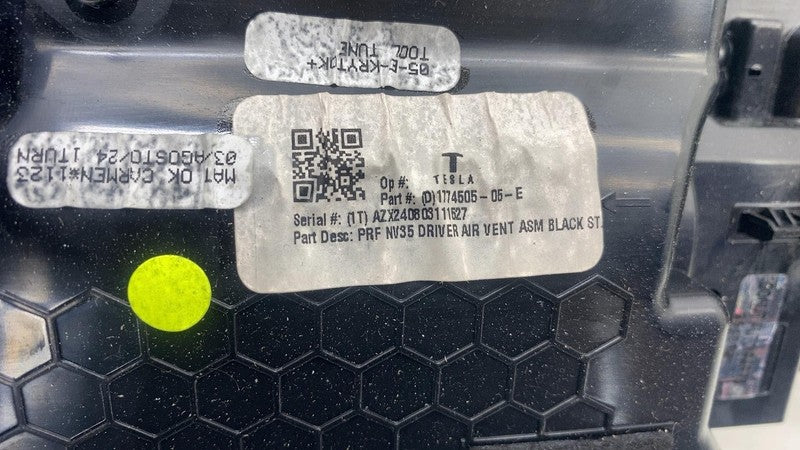 05-E-KRYTOK+
TOOL TUNE
MAT OK CARMEN*1123
03/AGOSTO/24 1TURN
TESLA
Op #:
Part #: (D)1774505-05-E
Serial #: (1T) AZX240803111527
Part Desc: PRF NV35 DRIVER AIR VENT ASM BLACK ST.